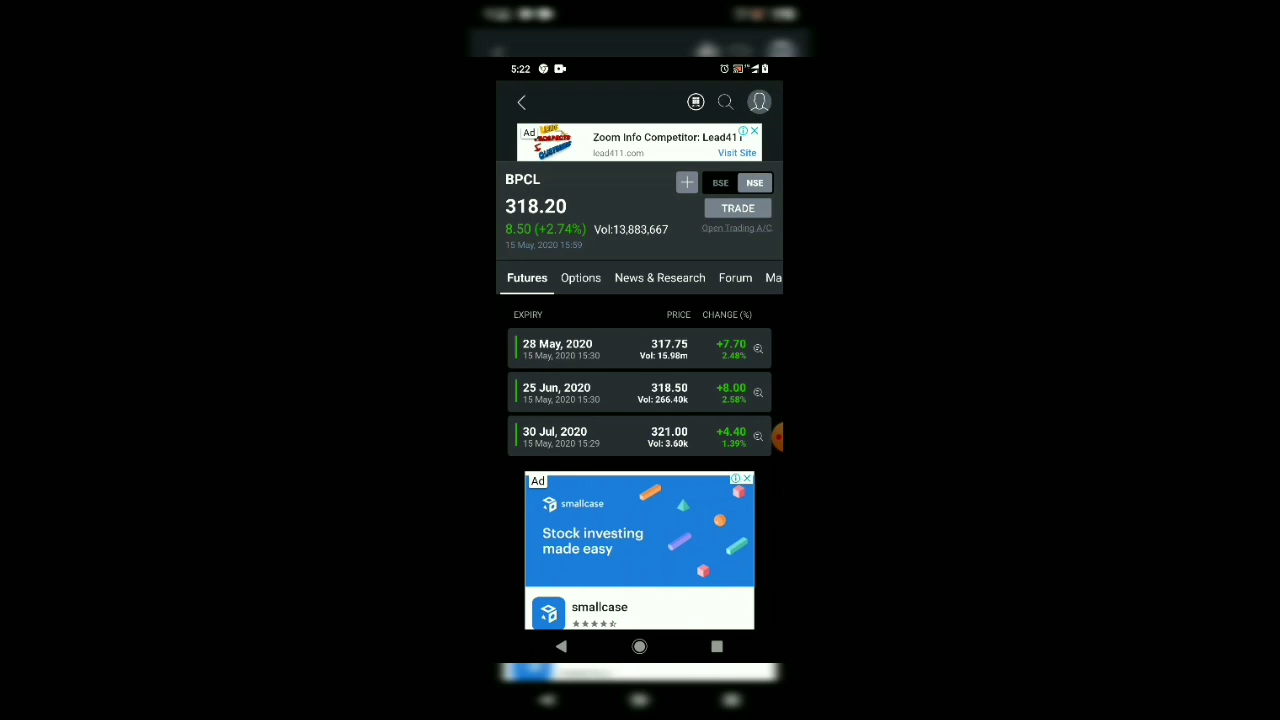 5:22
Ad
Zoom Info Competitor: Lead411
lead411.com
Visit Site
BPCL
BSE NSE
318.20
TRADE
8.50 (+2.74%) Vol:13,883,667
Open Trading A/C
15 May, 2020 15:59
Futures Options News & Research Forum Ma
EXPIRY PRICE CHANGE (%)
28 May, 2020 317.75 +7.70
15 May, 2020 15:30 Vol: 15.98m 2.48%
25 Jun, 2020 318.50 +8.00
15 May, 2020 15:30 Vol: 266.40k 2.58%
30 Jul, 2020 321.00 +4.40
15 May, 2020 15:29 Vol: 3.60k 1.39%
Ad
smallcase
Stock investing
made easy
smallcase